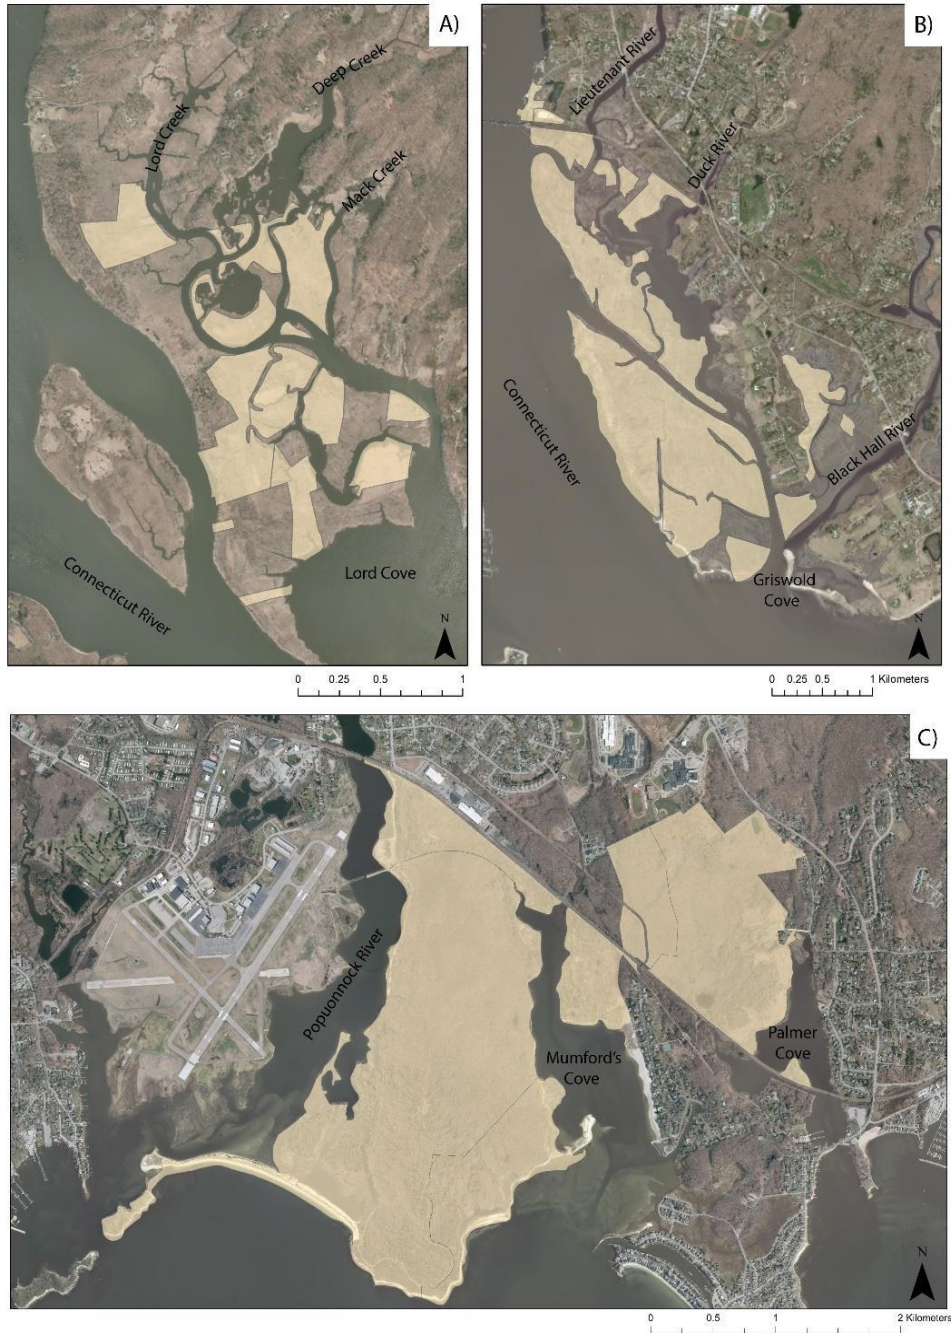 A)
Deep Creek
Lord Creek
Mack Creek
Lord Cove
Connecticut River
N
0 0.25 0.5 1
B)
Lieutenant River
Duck River
Connecticut River
Black Hall River
Griswold
Cove
N
0 0.25 0.5 1 Kilometers
C)
Popuonnock River
Mumford's
Cove
Palmer
Cove
N
0 0.5 1 2 Kilometers